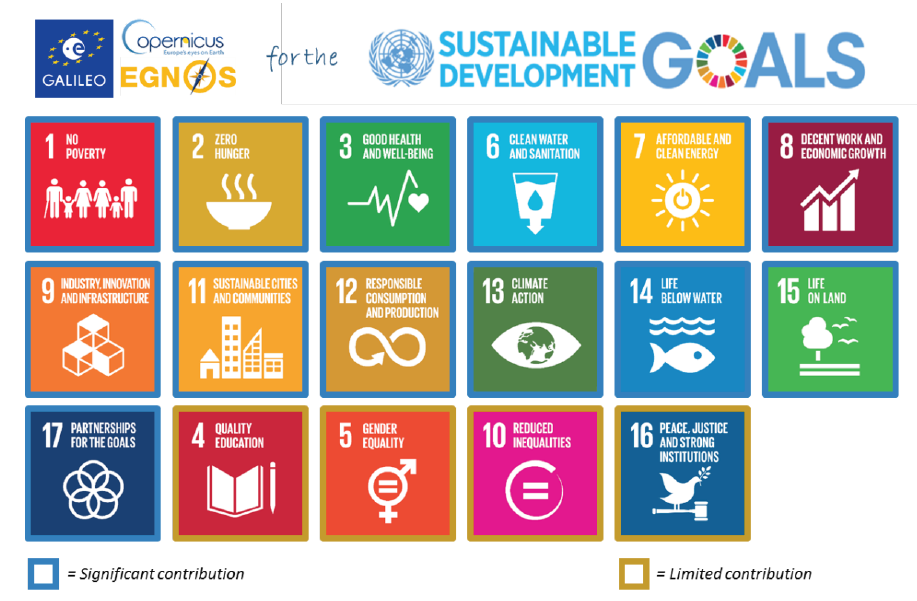 GALILEO
Copernicus
Europe's eyes on Earth
EGNOS
for the
SUSTAINABLE
DEVELOPMENT
GOALS
1 NO
POVERTY
2 ZERO
HUNGER
3 GOOD HEALTH
AND WELL-BEING
6 CLEAN WATER
AND SANITATION
7 AFFORDABLE AND
CLEAN ENERGY
8 DECENT WORK AND
ECONOMIC GROWTH
9 INDUSTRY, INNOVATION
AND INFRASTRUCTURE
11 SUSTAINABLE CITIES
AND COMMUNITIES
12 RESPONSIBLE
CONSUMPTION
AND PRODUCTION
13 CLIMATE
ACTION
14 LIFE
BELOW WATER
15 LIFE
ON LAND
17 PARTNERSHIPS
FOR THE GOALS
4 QUALITY
EDUCATION
5 GENDER
EQUALITY
10 REDUCED
INEQUALITIES
16 PEACE, JUSTICE
AND STRONG
INSTITUTIONS
= Significant contribution
= Limited contribution